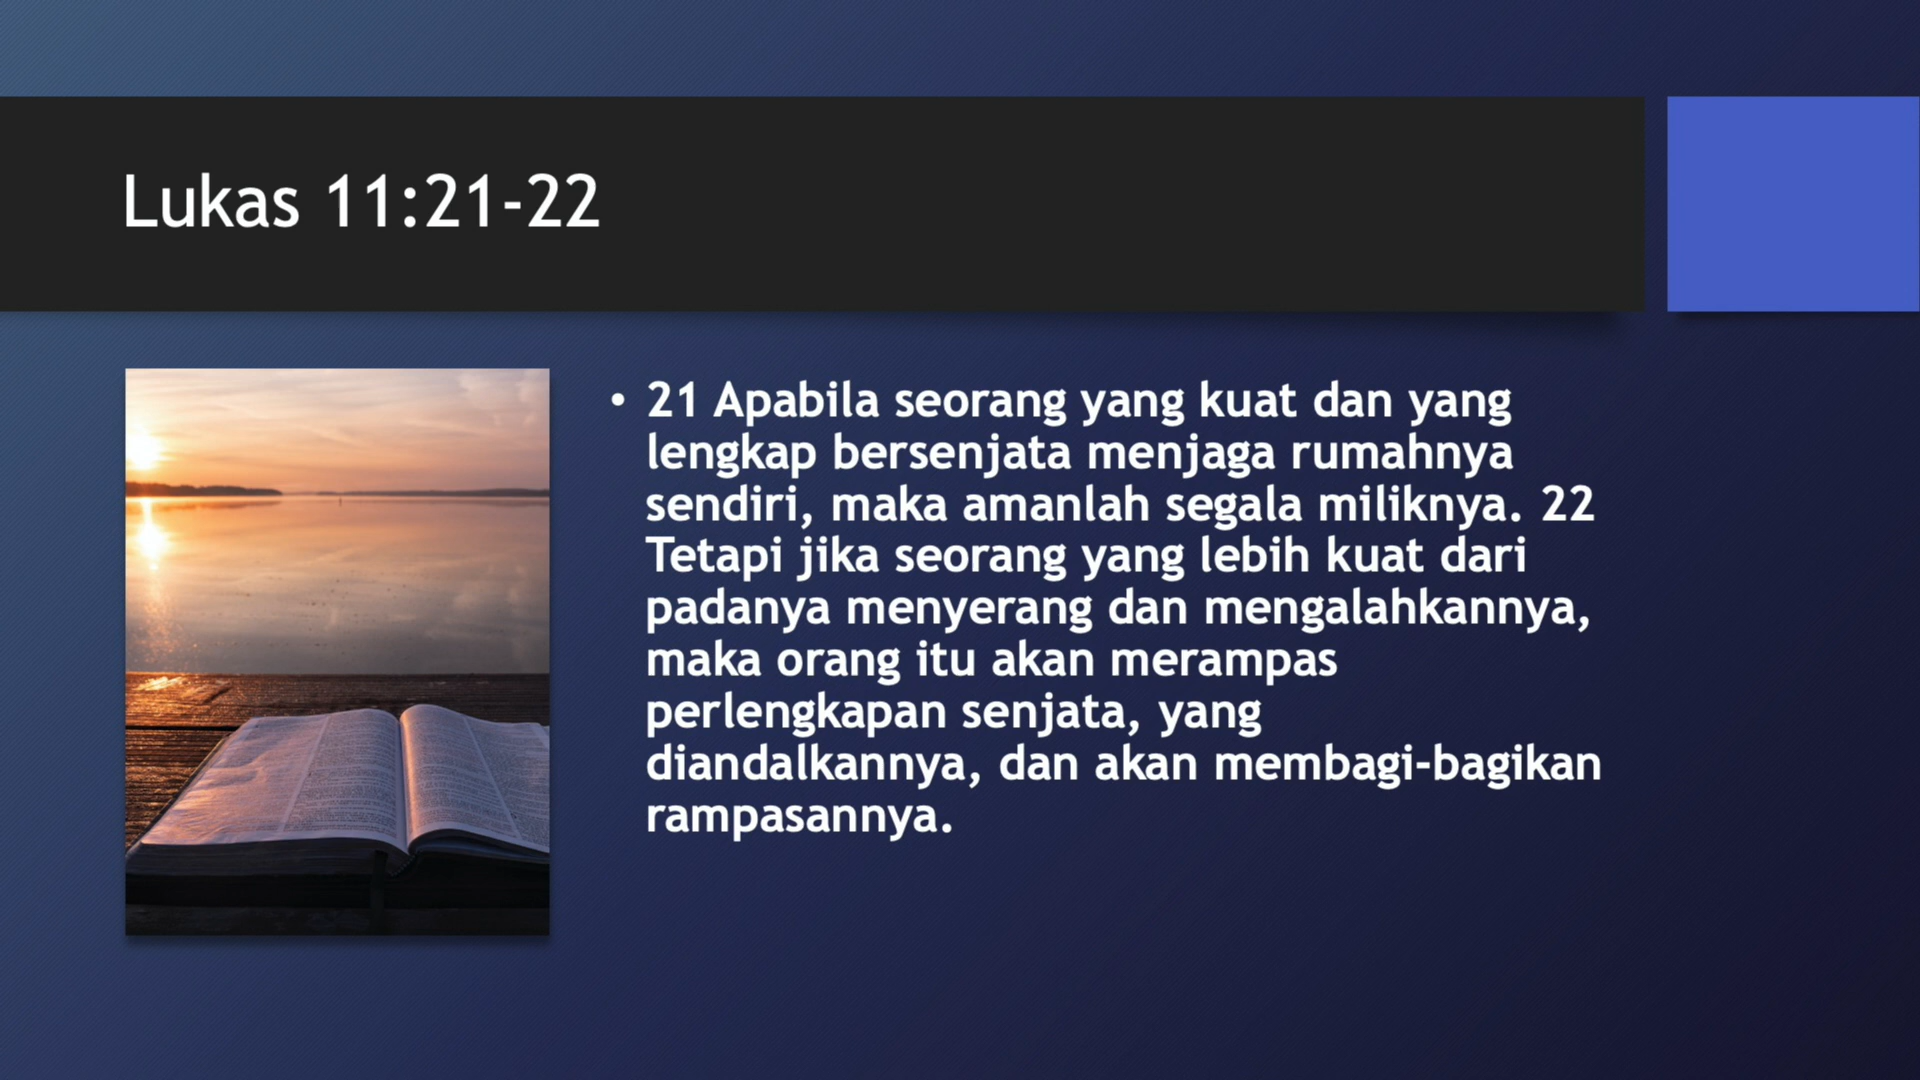 Lukas 11:21-22
• 21 Apabila seorang yang kuat dan yang
lengkap bersenjata menjaga rumahnya
sendiri, maka amanlah segala miliknya. 22
Tetapi jika seorang yang lebih kuat dari
padanya menyerang dan mengalahkannya,
maka orang itu akan merampas
perlengkapan senjata, yang
diandalkannya, dan akan membagi-bagikan
rampasannya.